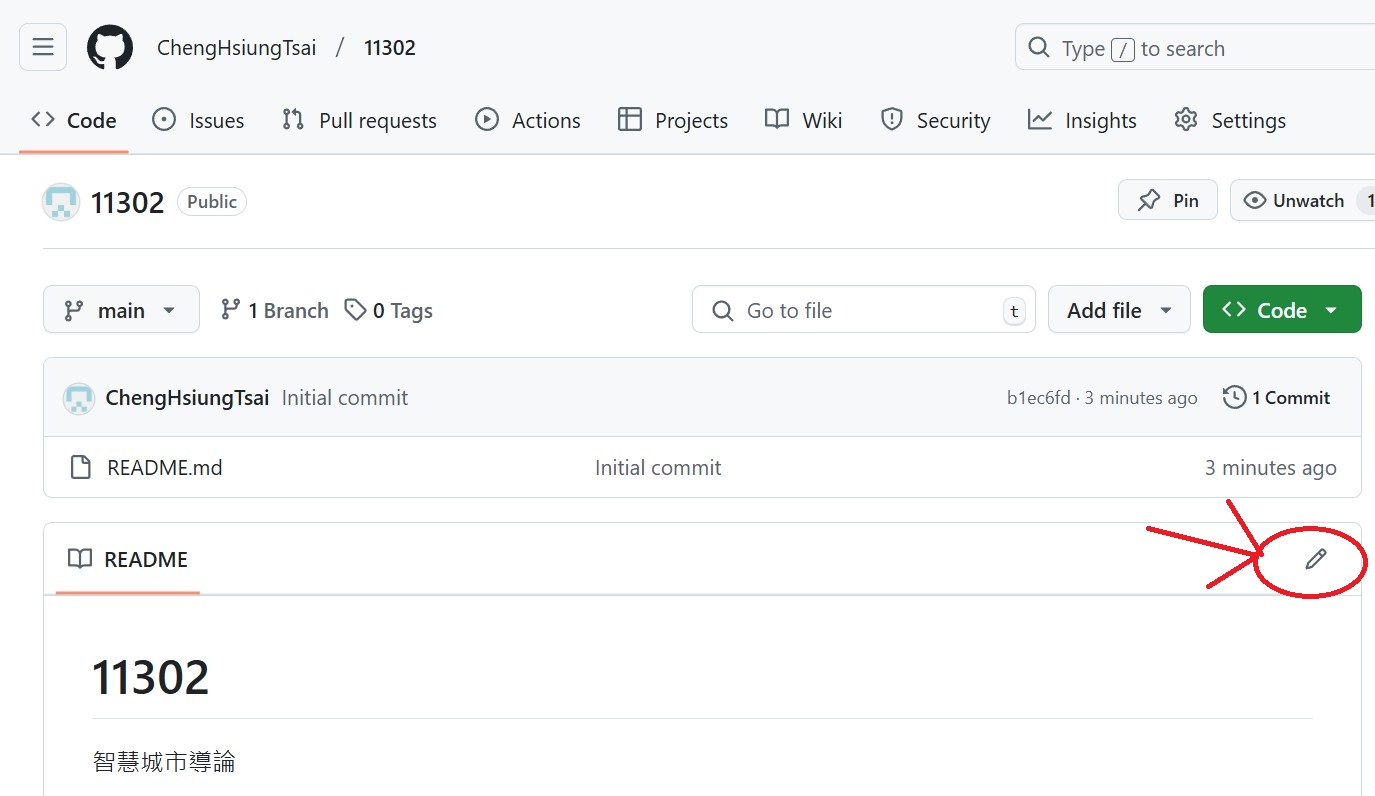 ChengHsiungTsai / 11302
Type / to search
Code Issues Pull requests Actions Projects Wiki Security Insights Settings
11302 Public
Pin Unwatch 1
main 1 Branch 0 Tags Go to file t Add file Code
ChengHsiungTsai Initial commit b1ec6fd · 3 minutes ago 1 Commit
README.md Initial commit 3 minutes ago
README
11302
智慧城市導論